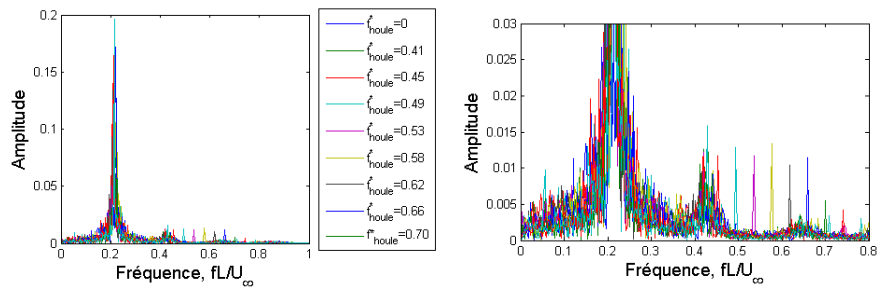 0.2
0.15
0.1
0.05
0
Amplitude
0 0.2 0.4 0.6 0.8 1
Fréquence, fL/U∞
f*houle=0
f*houle=0.41
f*houle=0.45
f*houle=0.49
f*houle=0.53
f*houle=0.58
f*houle=0.62
f*houle=0.66
f*houle=0.70
0.03
0.025
0.02
0.015
0.01
0.005
0
Amplitude
0 0.1 0.2 0.3 0.4 0.5 0.6 0.7 0.8
Fréquence, fL/U∞